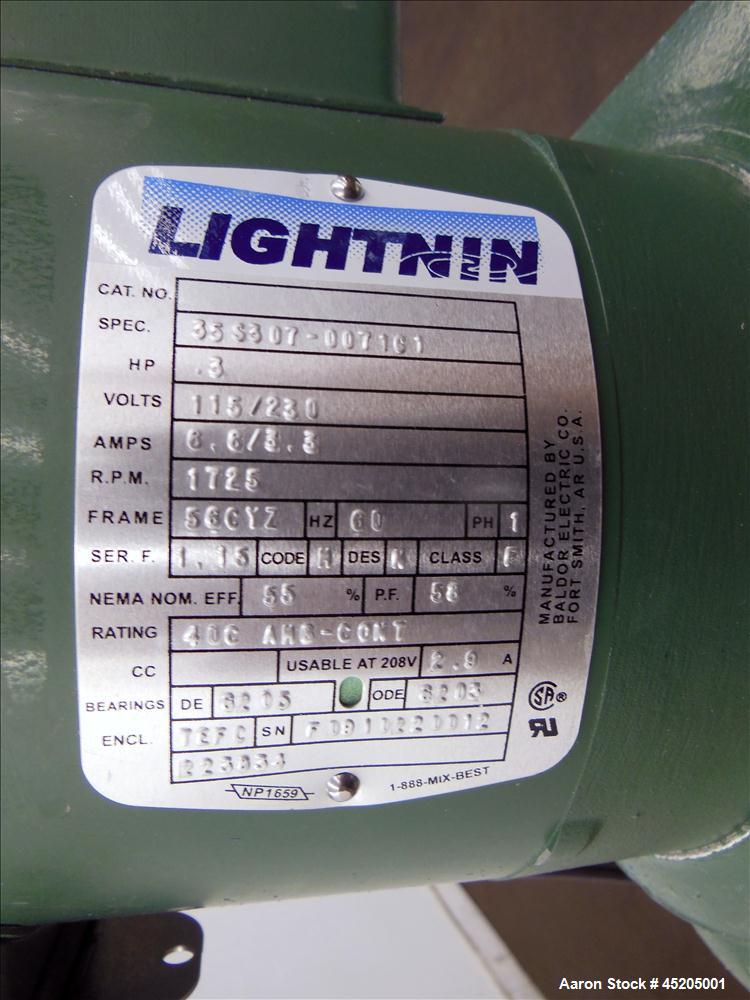 LIGHTNIN
CAT. NO.
SPEC. 35S307-0071G1
HP .3
VOLTS 115/230
AMPS 6.6/3.3
R.P.M. 1725
FRAME 56CYZ HZ 60 PH 1
SER. F. 1.15 CODE H DES N CLASS F
NEMA NOM. EFF. 55 % P.F. 58 %
RATING 40C AMB-CONT
CC USABLE AT 208V 2.9 A
BEARINGS DE 6205 ODE 6203
ENCL. TEFC SN F0910220012
223834
NP1659
1-888-MIX-BEST
MANUFACTURED BY
BALDOR ELECTRIC CO.
FORT SMITH, AR U.S.A.
SA ®
Aaron Stock # 45205001